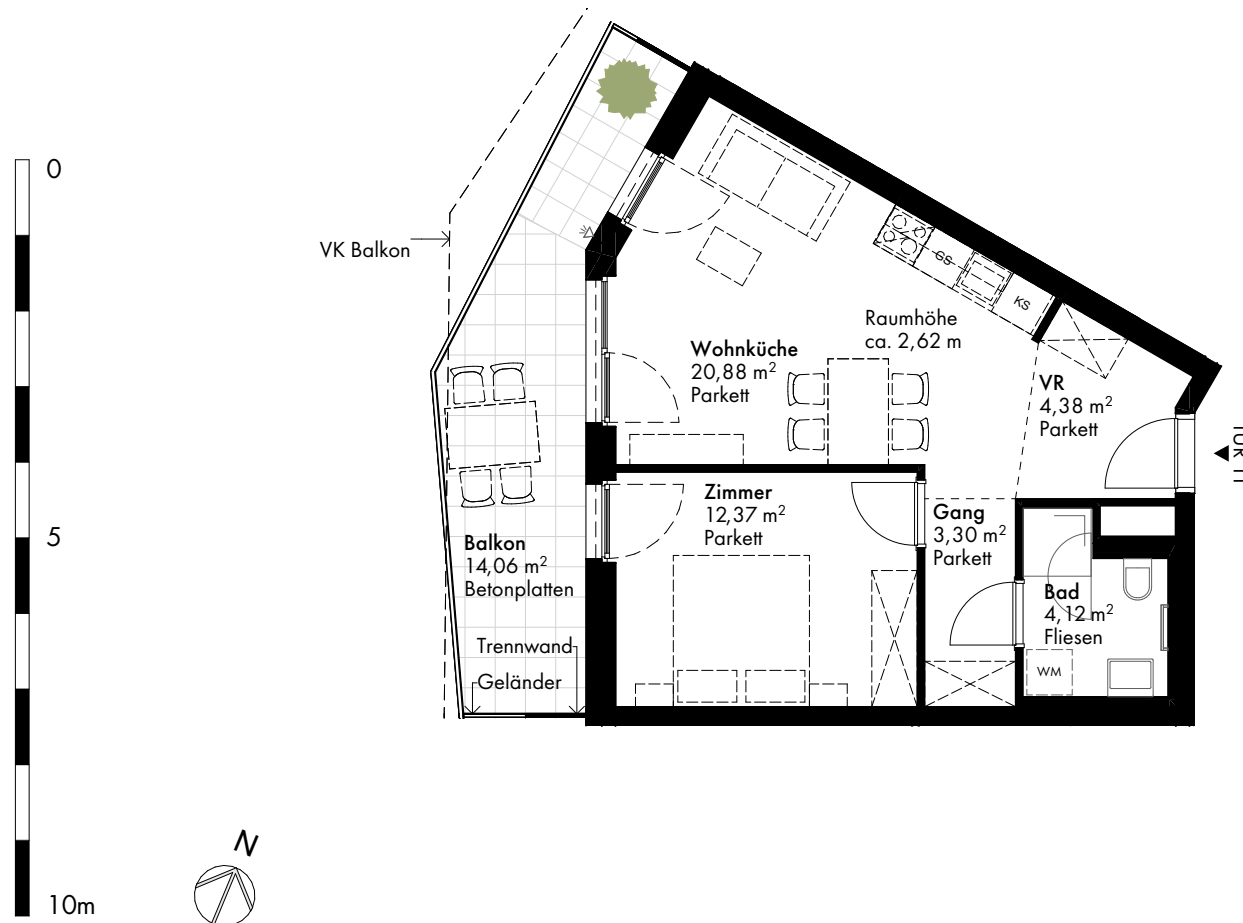 0
5
10m
N
VK Balkon
Wohnküche
20,88 m²
Parkett
Raumhöhe
ca. 2,62 m
GS
KS
VR
4,38 m²
Parkett
Zimmer
12,37 m²
Parkett
Gang
3,30 m²
Parkett
Bad
4,12 m²
Fliesen
WM
Balkon
14,06 m²
Betonplatten
Trennwand
Geländer